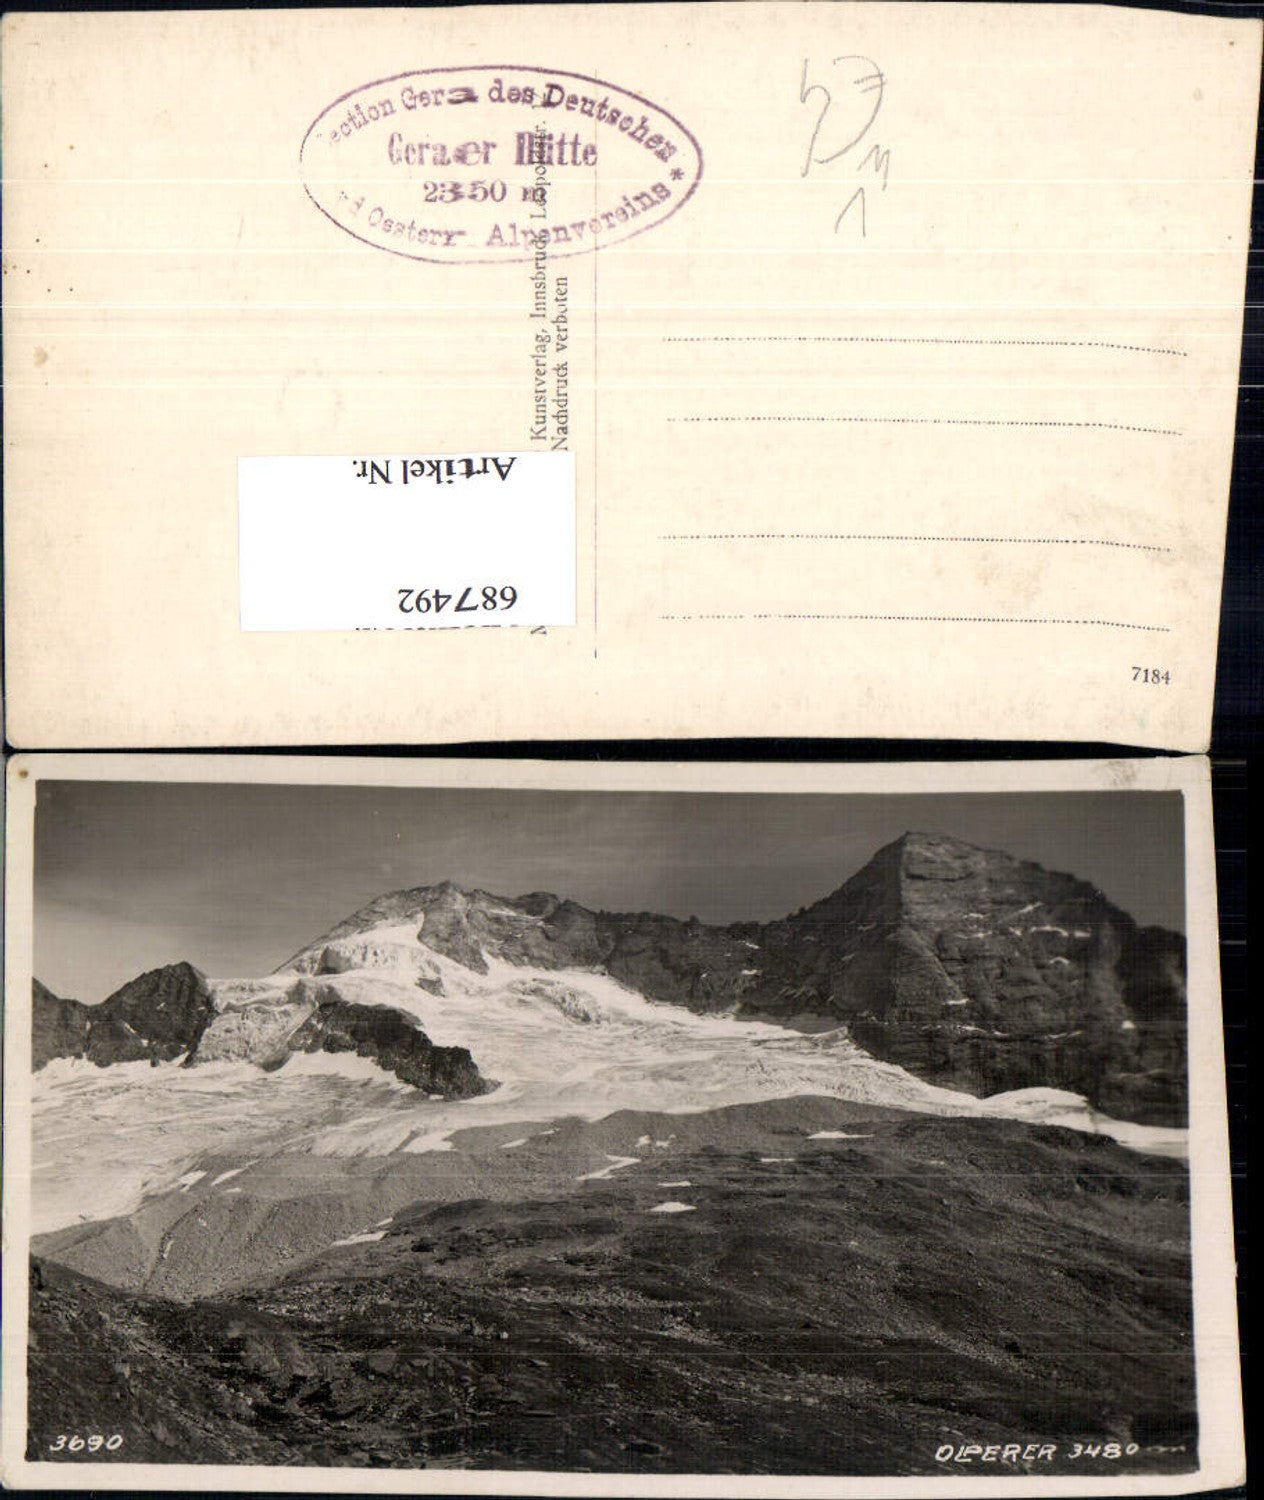 ection Gera des Deutschen
Geraer Hütte
2350 m
d Oesterr. Alpenvereins *
Kunstverlag, Innsbruck, Leopoldstr.
Nachdruck verboten
Artikel Nr.
687492
7184
3690
OLPERER 3480 m